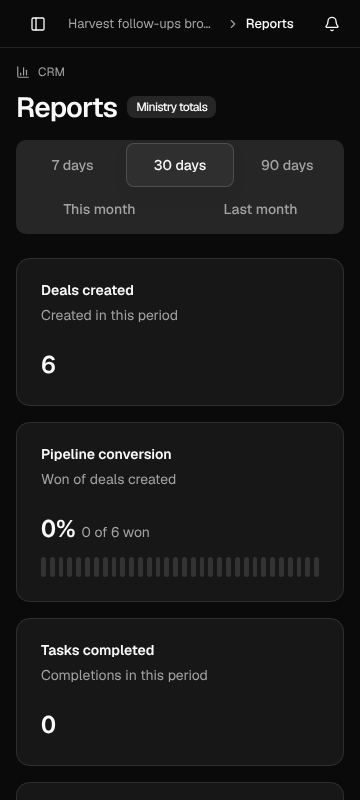 Harvest follow-ups bro... > Reports
CRM
Reports Ministry totals
7 days 30 days 90 days
This month Last month
Deals created
Created in this period
6
Pipeline conversion
Won of deals created
0% 0 of 6 won
Tasks completed
Completions in this period
0